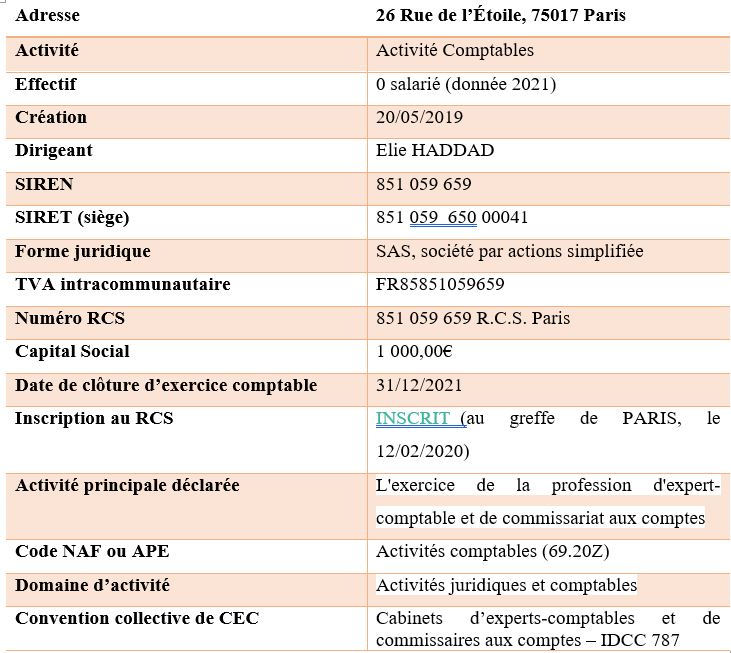 Adresse 26 Rue de l’Étoile, 75017 Paris
Activité Activité Comptables
Effectif 0 salarié (donnée 2021)
Création 20/05/2019
Dirigeant Elie HADDAD
SIREN 851 059 659
SIRET (siège) 851 059  650 00041
Forme juridique SAS, société par actions simplifiée
TVA intracommunautaire FR85851059659
Numéro RCS 851 059 659 R.C.S. Paris
Capital Social 1 000,00€
Date de clôture d’exercice comptable 31/12/2021
Inscription au RCS INSCRIT (au greffe de PARIS, le
12/02/2020)
Activité principale déclarée L'exercice de la profession d'expert-
comptable et de commissariat aux comptes
Code NAF ou APE Activités comptables (69.20Z)
Domaine d’activité Activités juridiques et comptables
Convention collective de CEC Cabinets d’experts-comptables et de
commissaires aux comptes – IDCC 787